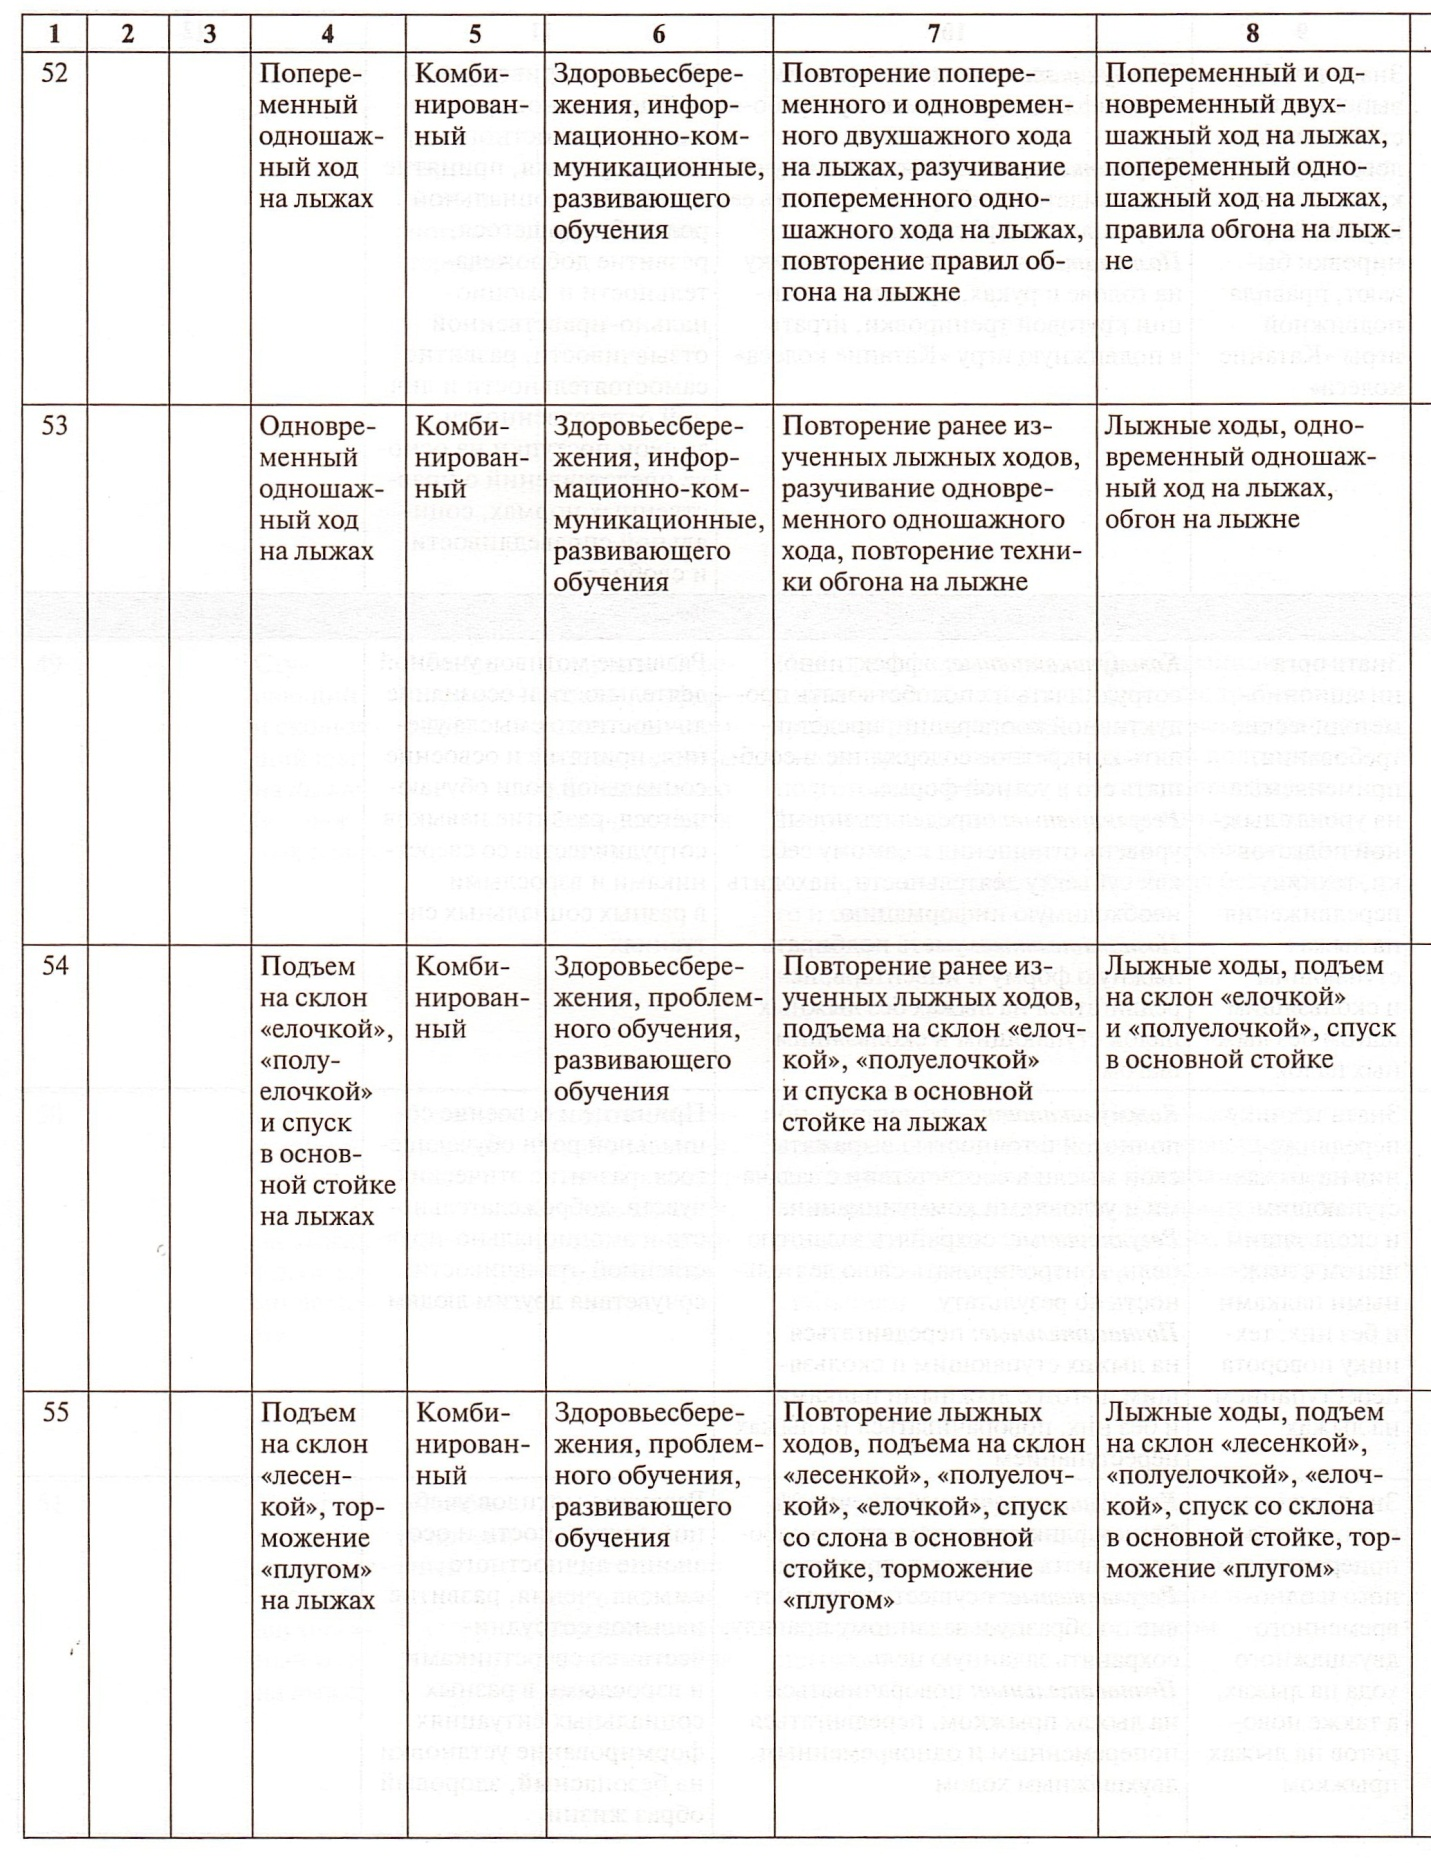 1 2 3 4 5 6 7 8
52
Попере-
менный
одношаж-
ный ход
на лыжах
Комби-
нирован-
ный
Здоровьесбере-
жения, инфор-
мационно-ком-
муникационные,
развивающего
обучения
Повторение попере-
менного и одновремен-
ного двухшажного хода
на лыжах, разучивание
попеременного одно-
шажного хода на лыжах,
повторение правил об-
гона на лыжне
Попеременный и од-
новременный двух-
шажный ход на лыжах,
попеременный одно-
шажный ход на лыжах,
правила обгона на лыж-
не
53
Одновре-
менный
одношаж-
ный ход
на лыжах
Комби-
нирован-
ный
Здоровьесбере-
жения, инфор-
мационно-ком-
муникационные,
развивающего
обучения
Повторение ранее из-
ученных лыжных ходов,
разучивание одновре-
менного одношажного
хода, повторение техни-
ки обгона на лыжне
Лыжные ходы, одно-
временный одношаж-
ный ход на лыжах,
обгон на лыжне
54
Подъем
на склон
«елочкой»,
«полу-
елочкой»
и спуск
в основ-
ной стойке
на лыжах
Комби-
нирован-
ный
Здоровьесбере-
жения, проблем-
ного обучения,
развивающего
обучения
Повторение ранее из-
ученных лыжных ходов,
подъема на склон «елоч-
кой», «полуелочкой»
и спуска в основной
стойке на лыжах
Лыжные ходы, подъем
на склон «елочкой»
и «полуелочкой», спуск
в основной стойке
55
Подъем
на склон
«лесен-
кой», тор-
можение
«плугом»
на лыжах
Комби-
нирован-
ный
Здоровьесбере-
жения, проблем-
ного обучения,
развивающего
обучения
Повторение лыжных
ходов, подъема на склон
«лесенкой», «полуелоч-
кой», «елочкой», спуск
со слона в основной
стойке, торможение
«плугом»
Лыжные ходы, подъем
на склон «лесенкой»,
«полуелочкой», «елоч-
кой», спуск со склона
в основной стойке, тор-
можение «плугом»